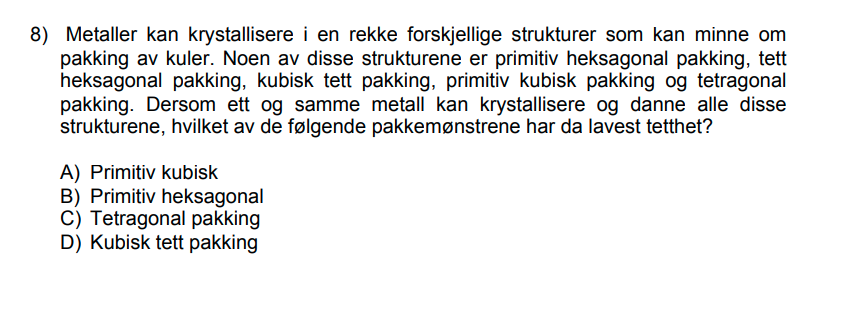 8) Metaller kan krystallisere i en rekke forskjellige strukturer som kan minne om
pakking av kuler. Noen av disse strukturene er primitiv heksagonal pakking, tett
heksagonal pakking, kubisk tett pakking, primitiv kubisk pakking og tetragonal
pakking. Dersom ett og samme metall kan krystallisere og danne alle disse
strukturene, hvilket av de følgende pakkemønstrene har da lavest tetthet?
A) Primitiv kubisk
B) Primitiv heksagonal
C) Tetragonal pakking
D) Kubisk tett pakking